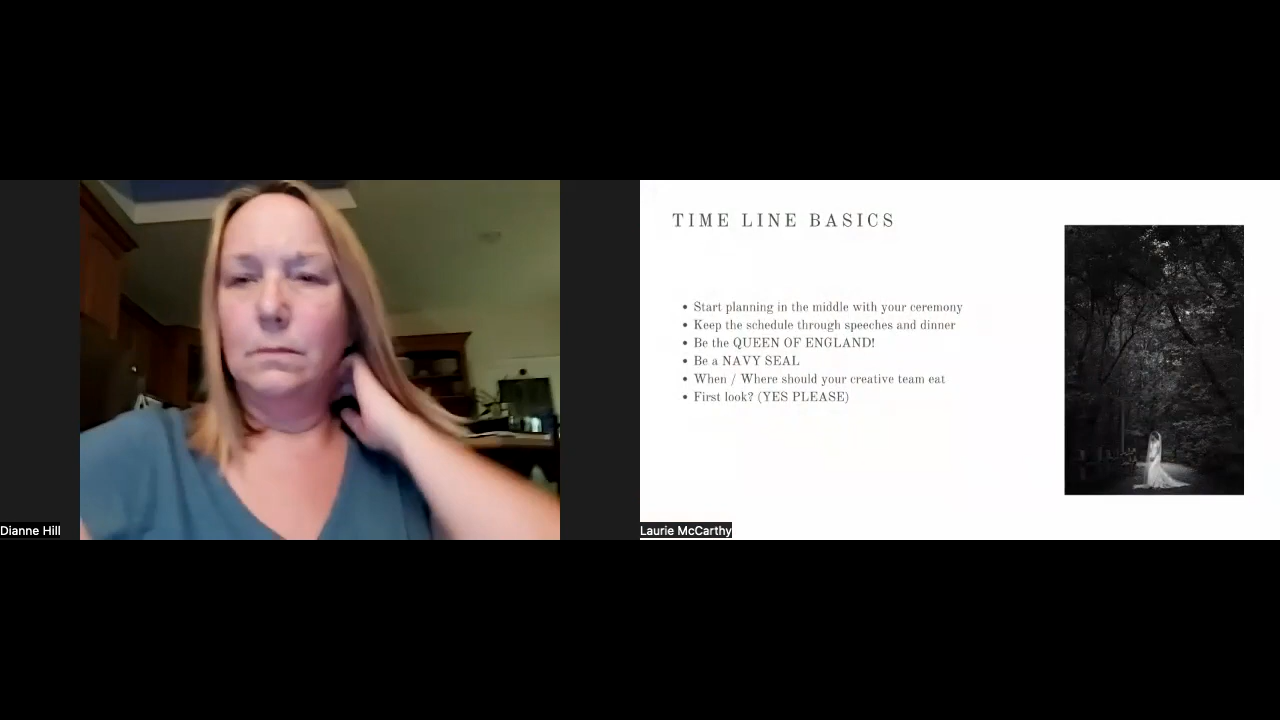 TIME LINE BASICS
• Start planning in the middle with your ceremony
• Keep the schedule through speeches and dinner
• Be the QUEEN OF ENGLAND!
• Be a NAVY SEAL
• When / Where should your creative team eat
• First look? (YES PLEASE)
Dianne Hill
Laurie McCarthy